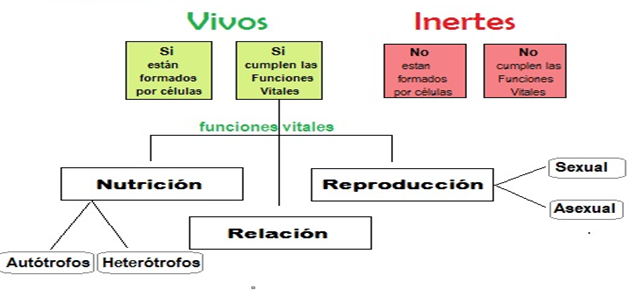 Vivos
Inertes
Si
están
formados
por células
Si
cumplen las
Funciones
Vitales
No
estan
formados
por células
No
cumplen las
Funciones
Vitales
funciones vitales
Nutrición
Reproducción
Relación
Sexual
Asexual
Autótrofos
Heterótrofos